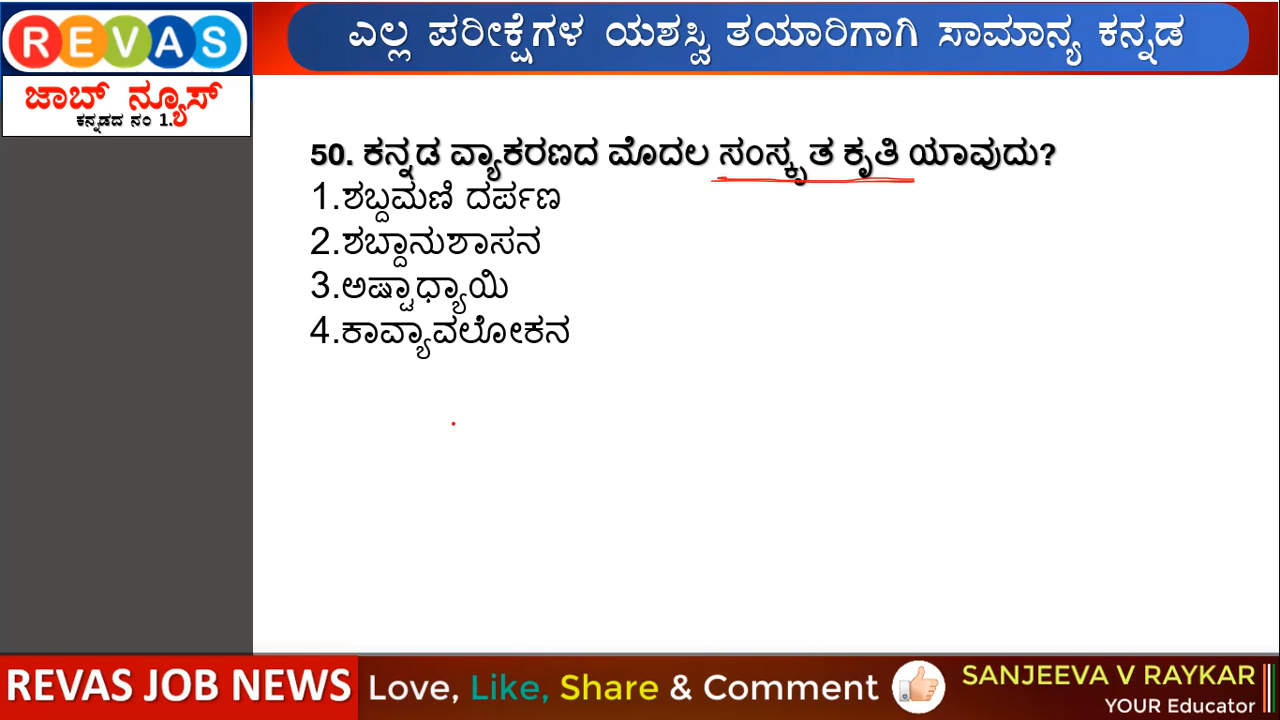 REVAS
ಜಾಬ್ ನ್ಯೂಸ್
ಕನ್ನಡದ ನಂ 1.
ಎಲ್ಲ ಪರೀಕ್ಷೆಗಳ ಯಶಸ್ವಿ ತಯಾರಿಗಾಗಿ ಸಾಮಾನ್ಯ ಕನ್ನಡ
50. ಕನ್ನಡ ವ್ಯಾಕರಣದ ಮೊದಲ ಸಂಸ್ಕೃತ ಕೃತಿ ಯಾವುದು?
1.ಶಬ್ದಮಣಿ ದರ್ಪಣ
2.ಶಬ್ದಾನುಶಾಸನ
3.ಅಷ್ಟಾಧ್ಯಾಯಿ
4.ಕಾವ್ಯಾವಲೋಕನ
REVAS JOB NEWS
Love, Like, Share & Comment
SANJEEVA V RAYKAR
YOUR Educator